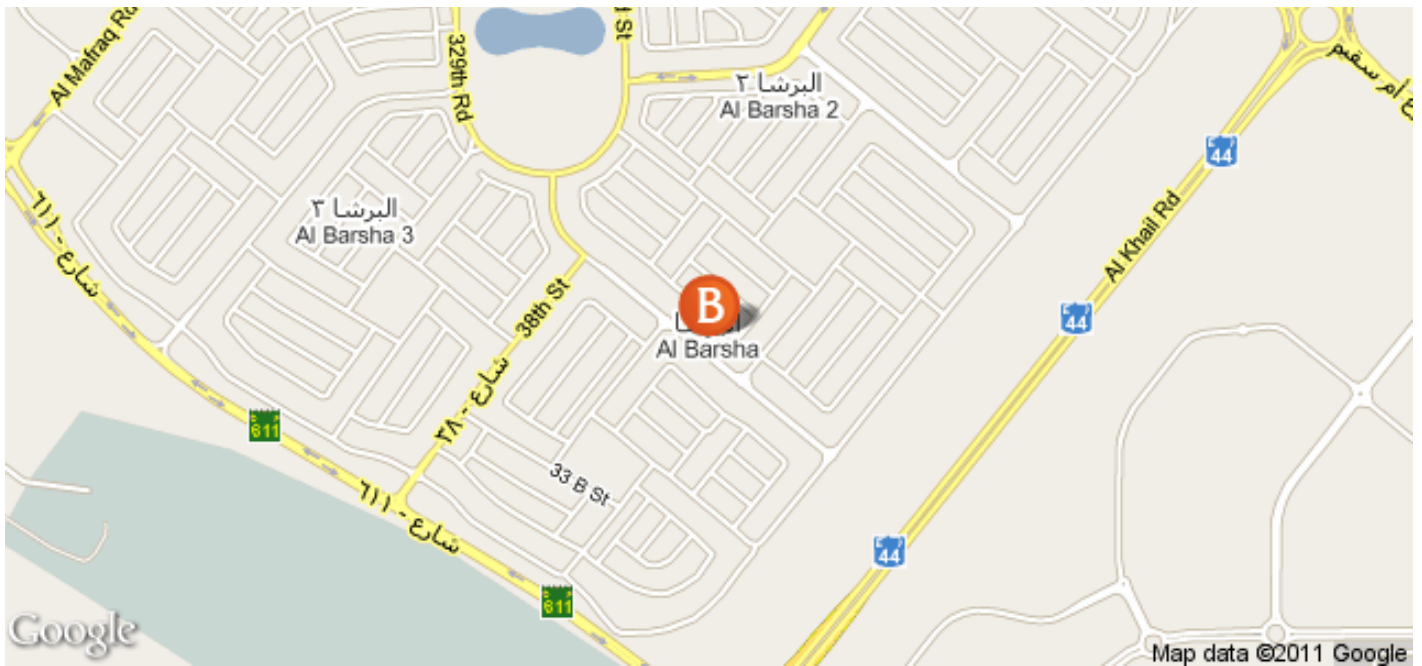 Al Mafraq Rd
329th Rd
d St
البرشا ٢
Al Barsha 2
44
Al Khail Rd
البرشا ٣
Al Barsha 3
شارع - ٦١١
38th St
شارع - ٣٨
B
Al Barsha
44
611
33 B St
شارع - ٦١١
44
611
Google
Map data ©2011 Google
ع أم سقيم